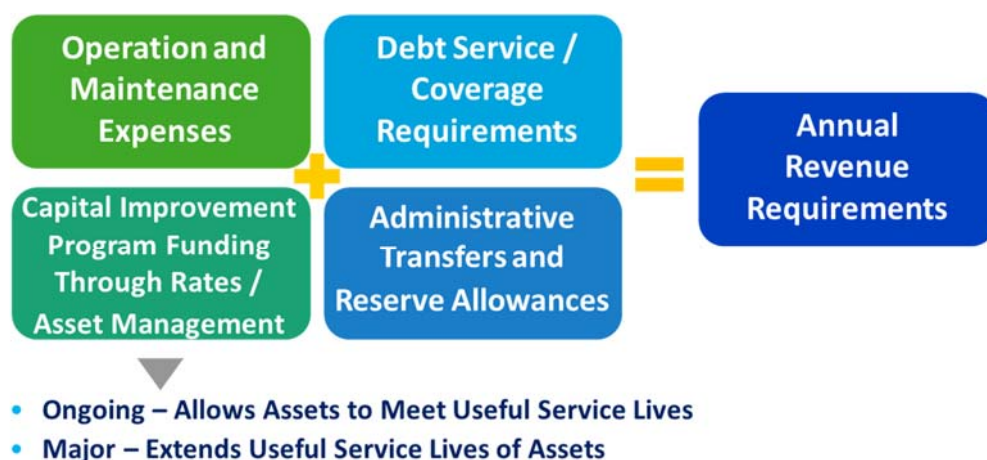 Operation and
Maintenance
Expenses
Debt Service /
Coverage
Requirements
Capital Improvement
Program Funding
Through Rates /
Asset Management
Administrative
Transfers and
Reserve Allowances
+
=
Annual
Revenue
Requirements
• Ongoing – Allows Assets to Meet Useful Service Lives
• Major – Extends Useful Service Lives of Assets